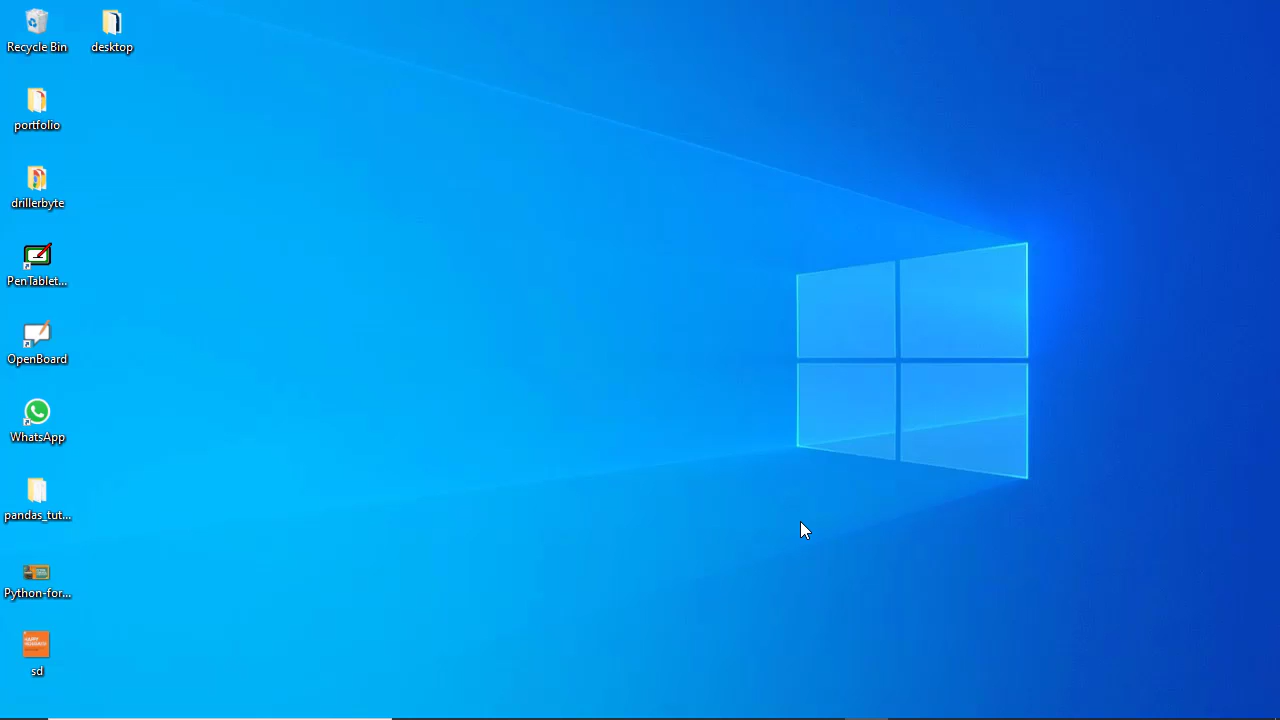 Recycle Bin
desktop
portfolio
drillerbyte
PenTablet...
OpenBoard
WhatsApp
pandas_tut...
Python-for...
sd